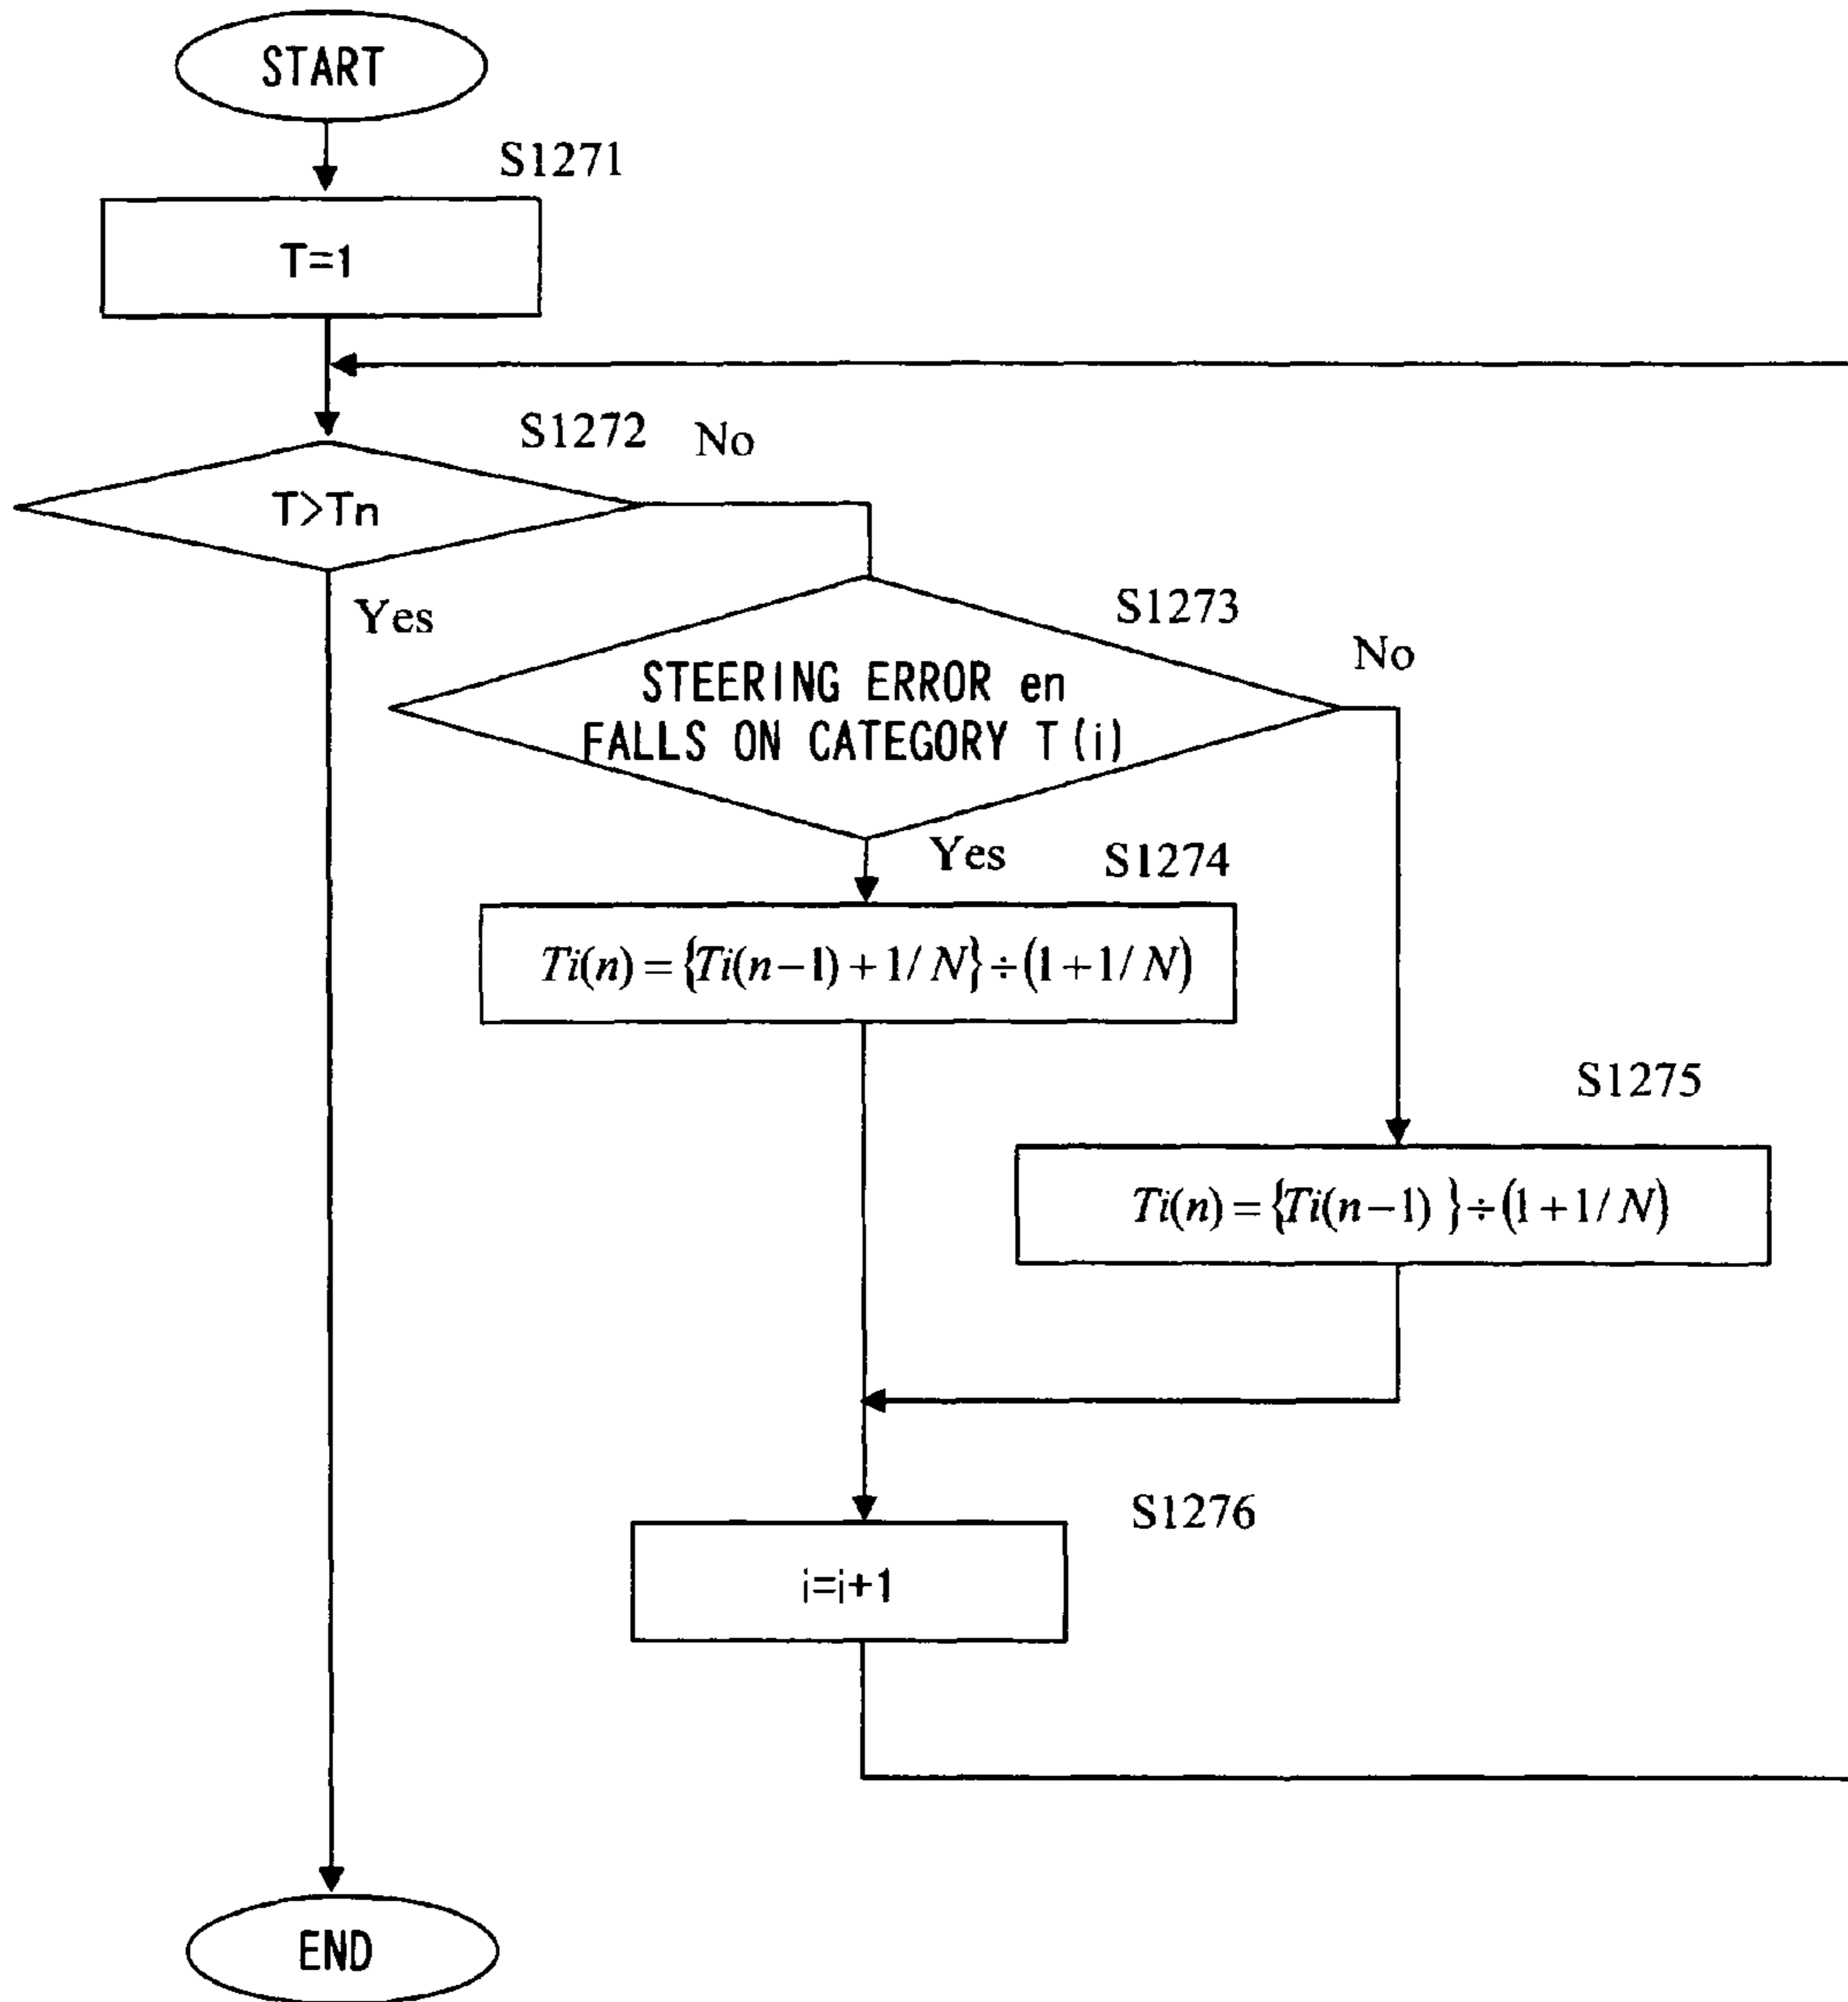 START
S1271
T=1
S1272
No
T>Tn
Yes
S1273
No
STEERING ERROR en
FALLS ON CATEGORY T(i)
Yes
S1274
Ti(n)={Ti(n-1)+1/N}÷(1+1/N)
S1275
Ti(n)={Ti(n-1) }÷(1+1/N)
S1276
i=i+1
END